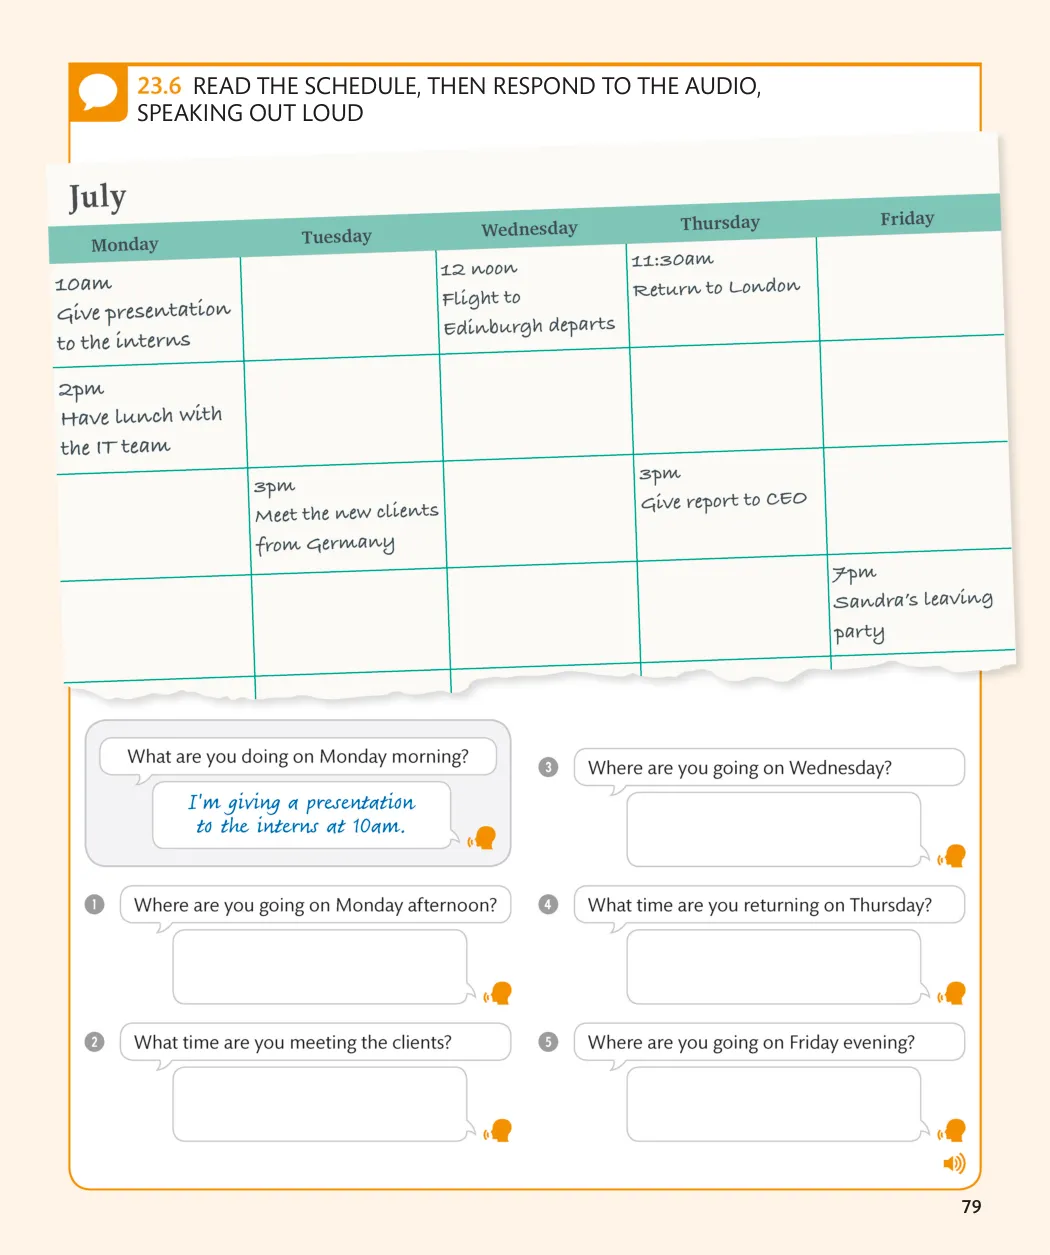 23.6 READ THE SCHEDULE, THEN RESPOND TO THE AUDIO,
SPEAKING OUT LOUD
July
Monday
Tuesday
Wednesday
Thursday
Friday
10am
Give presentation
to the interns
12 noon
Flight to
Edinburgh departs
11:30am
Return to London
2pm
Have lunch with
the IT team
3pm
Meet the new clients
from Germany
3pm
Give report to CEO
7pm
Sandra's leaving
party
What are you doing on Monday morning?
I'm giving a presentation
to the interns at 10am.
1 Where are you going on Monday afternoon?
2 What time are you meeting the clients?
3 Where are you going on Wednesday?
4 What time are you returning on Thursday?
5 Where are you going on Friday evening?
79